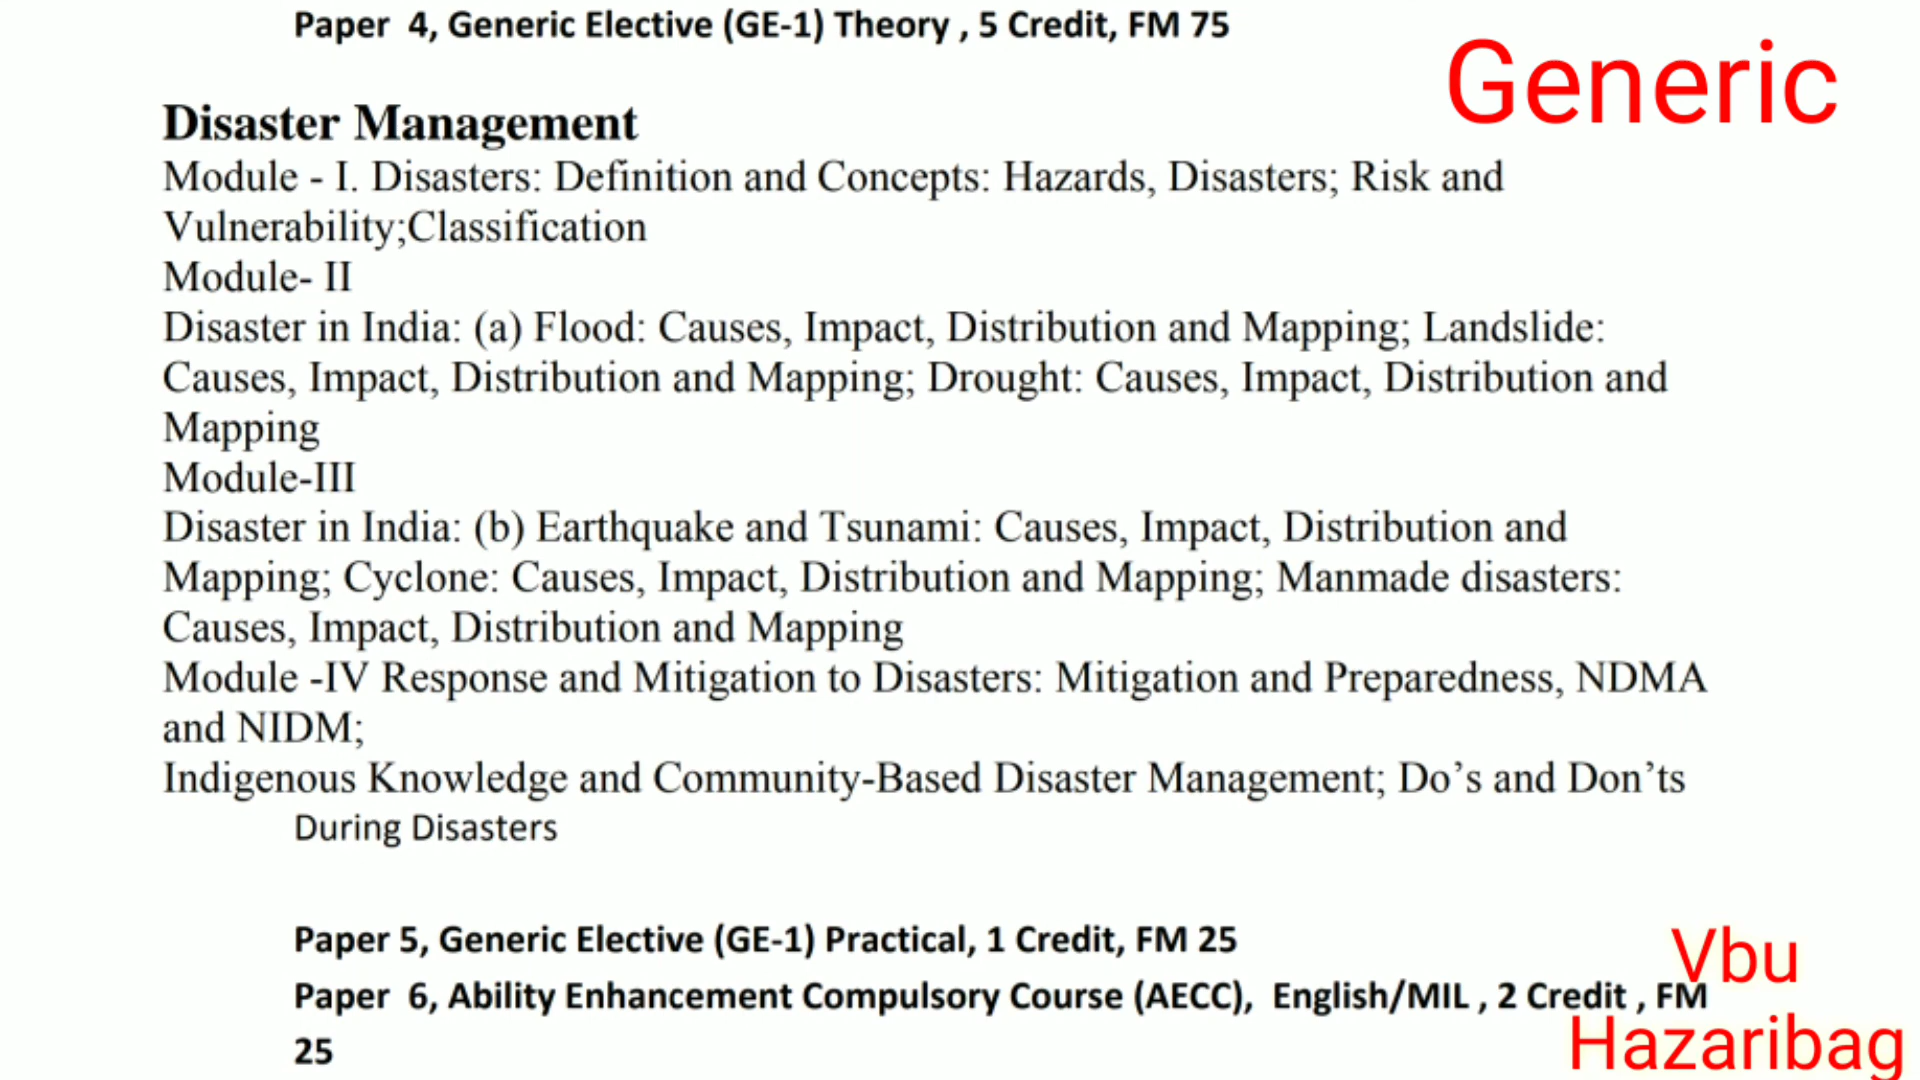 Paper 4, Generic Elective (GE-1) Theory , 5 Credit, FM 75
Generic
Disaster Management
Module - I. Disasters: Definition and Concepts: Hazards, Disasters; Risk and
Vulnerability;Classification
Module- II
Disaster in India: (a) Flood: Causes, Impact, Distribution and Mapping; Landslide:
Causes, Impact, Distribution and Mapping; Drought: Causes, Impact, Distribution and
Mapping
Module-III
Disaster in India: (b) Earthquake and Tsunami: Causes, Impact, Distribution and
Mapping; Cyclone: Causes, Impact, Distribution and Mapping; Manmade disasters:
Causes, Impact, Distribution and Mapping
Module -IV Response and Mitigation to Disasters: Mitigation and Preparedness, NDMA
and NIDM;
Indigenous Knowledge and Community-Based Disaster Management; Do’s and Don’ts
During Disasters
Paper 5, Generic Elective (GE-1) Practical, 1 Credit, FM 25
Paper 6, Ability Enhancement Compulsory Course (AECC), English/MIL , 2 Credit , FM
25
Vbu
Hazaribag